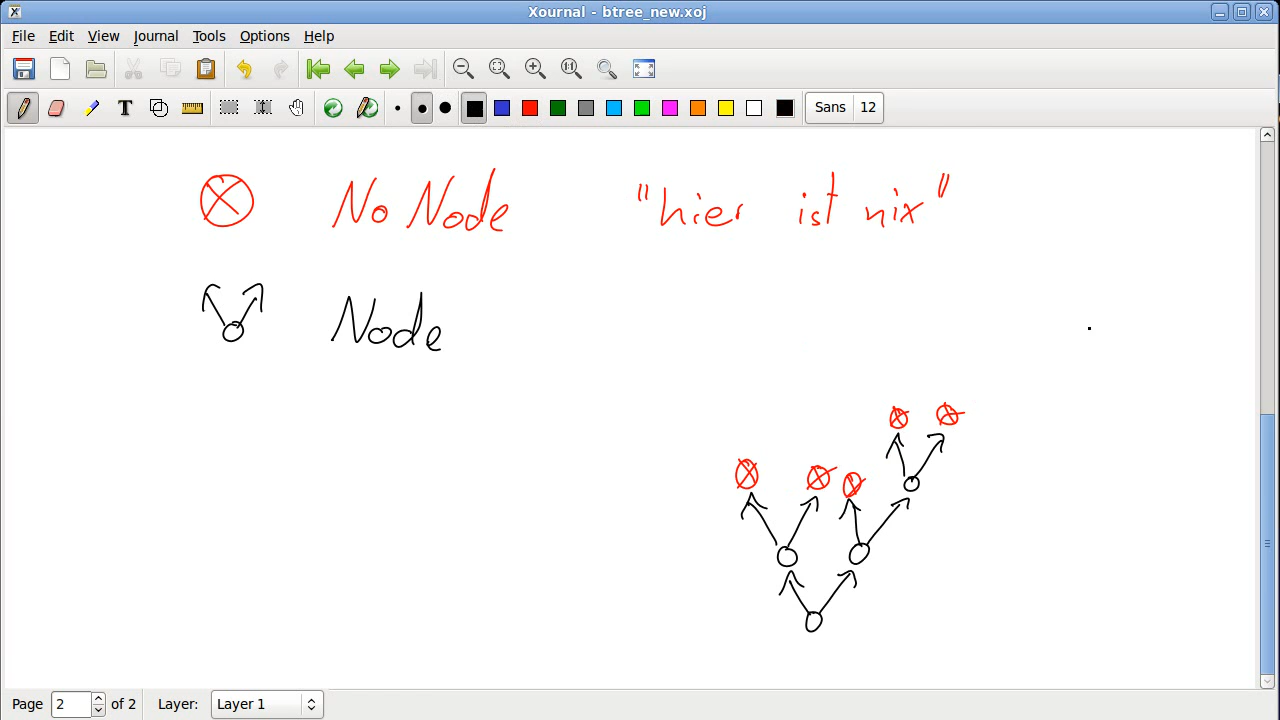 Xournal - btree_new.xoj
File Edit View Journal Tools Options Help
Sans 12
No Node "hier ist nix"
Node
Page 2 of 2 Layer: Layer 1